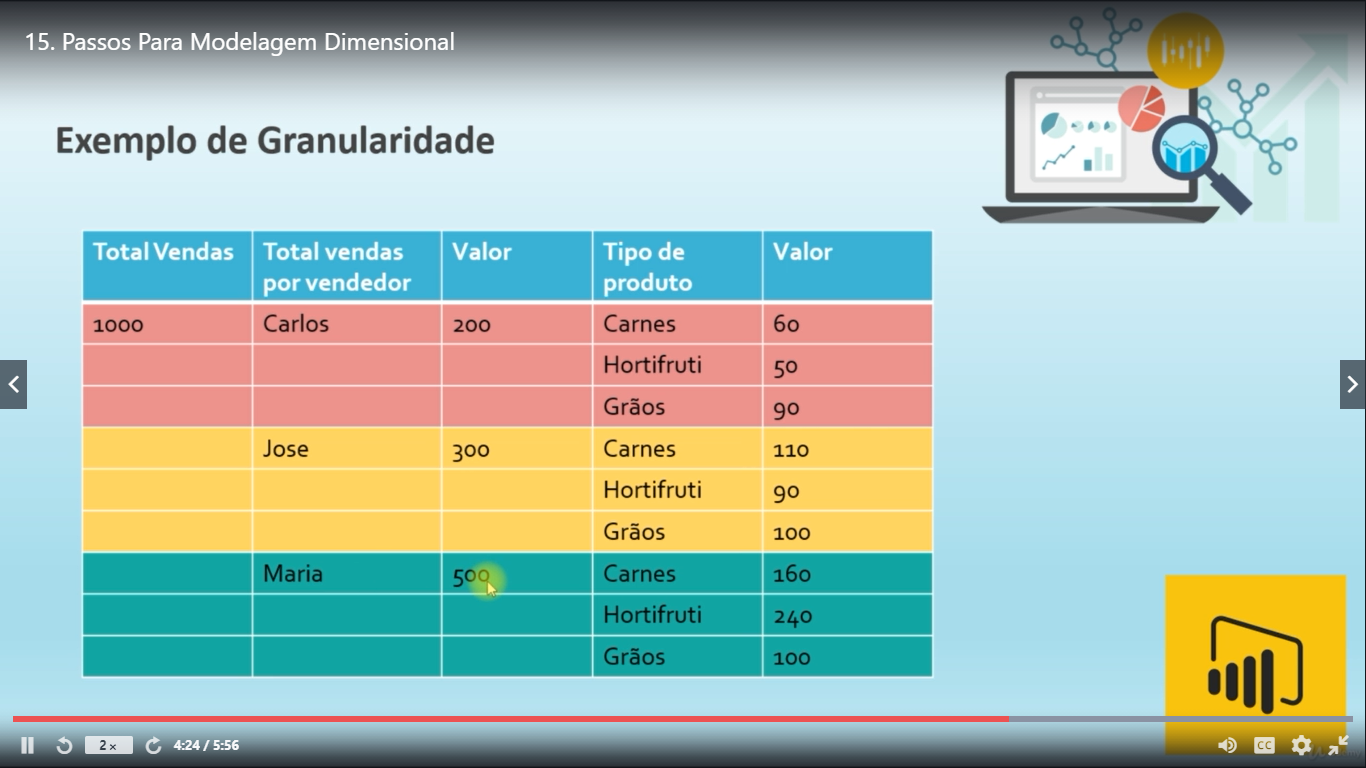 15. Passos Para Modelagem Dimensional
Exemplo de Granularidade
Total Vendas Total vendas por vendedor Valor Tipo de produto Valor
1000 Carlos 200 Carnes 60
Hortifruti 50
Grãos 90
Jose 300 Carnes 110
Hortifruti 90
Grãos 100
Maria 500 Carnes 160
Hortifruti 240
Grãos 100
2x 4:24 / 5:56 CC